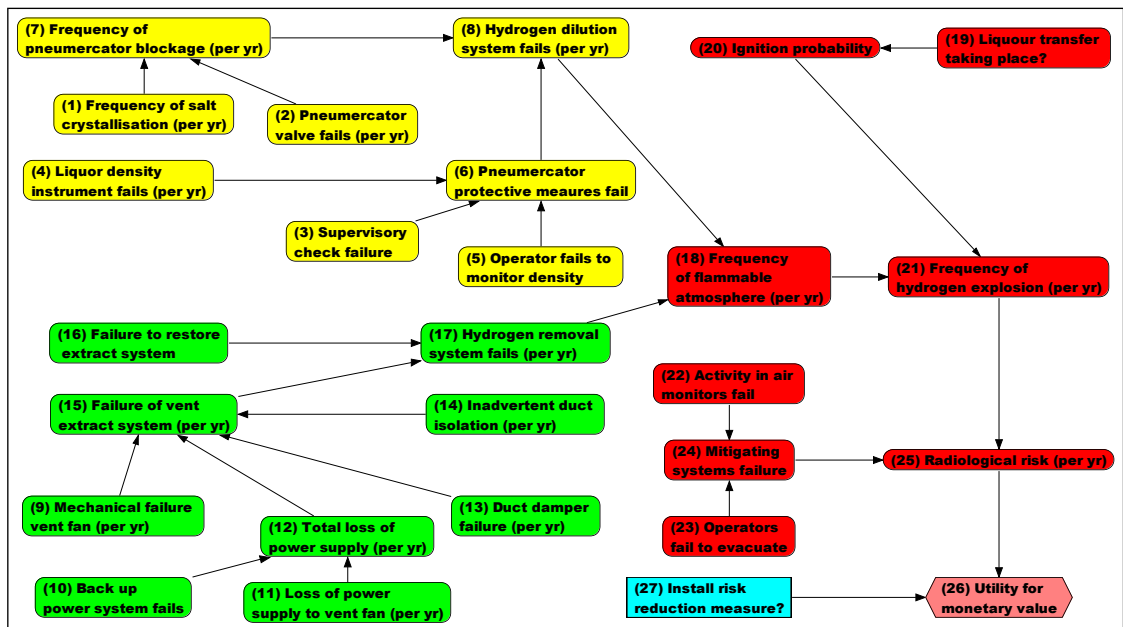 (7) Frequency of
pneumercator blockage (per yr)
(8) Hydrogen dilution
system fails (per yr)
(20) Ignition probability
(19) Liquour transfer
taking place?
(1) Frequency of salt
crystallisation (per yr)
(2) Pneumercator
valve fails (per yr)
(4) Liquor density
instrument fails (per yr)
(6) Pneumercator
protective meaures fail
(3) Supervisory
check failure
(5) Operator fails to
monitor density
(18) Frequency
of flammable
atmosphere (per yr)
(21) Frequency of
hydrogen explosion (per yr)
(16) Failure to restore
extract system
(17) Hydrogen removal
system fails (per yr)
(22) Activity in air
monitors fail
(15) Failure of vent
extract system (per yr)
(14) Inadvertent duct
isolation (per yr)
(24) Mitigating
systems failure
(25) Radiological risk (per yr)
(9) Mechanical failure
vent fan (per yr)
(13) Duct damper
failure (per yr)
(12) Total loss of
power supply (per yr)
(23) Operators
fail to evacuate
(10) Back up
power system fails
(11) Loss of power
supply to vent fan (per yr)
(27) Install risk
reduction measure?
(26) Utility for
monetary value